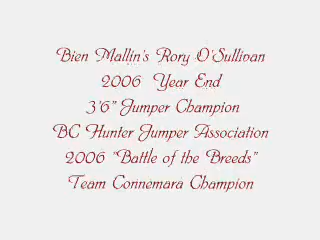 Bien Mallin's Rory O'Sullivan
2006 Year End
3'6" Jumper Champion
BC Hunter Jumper Association
2006 "Battle of the Breeds"
Team Connemara Champion